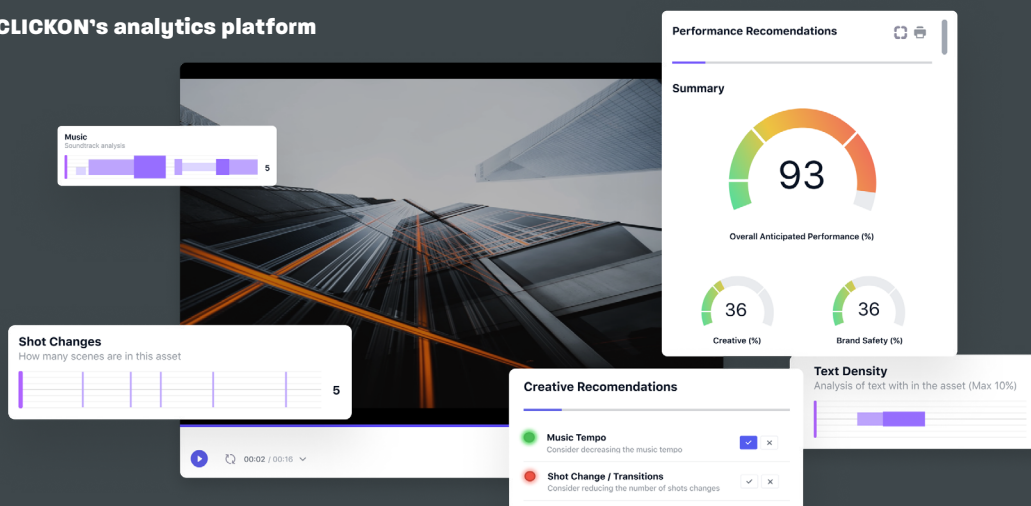 CLICKON's analytics platform
Performance Recomendations
Summary
93
Overall Anticipated Performance (%)
36
Creative (%)
36
Brand Safety (%)
Music
Soundtrack analysis
5
Shot Changes
How many scenes are in this asset
5
00:02 / 00:16
Creative Recomendations
Music Tempo
Consider decreasing the music tempo
Shot Change / Transitions
Consider reducing the number of shots changes
Text Density
Analysis of text with in the asset (Max 10%)